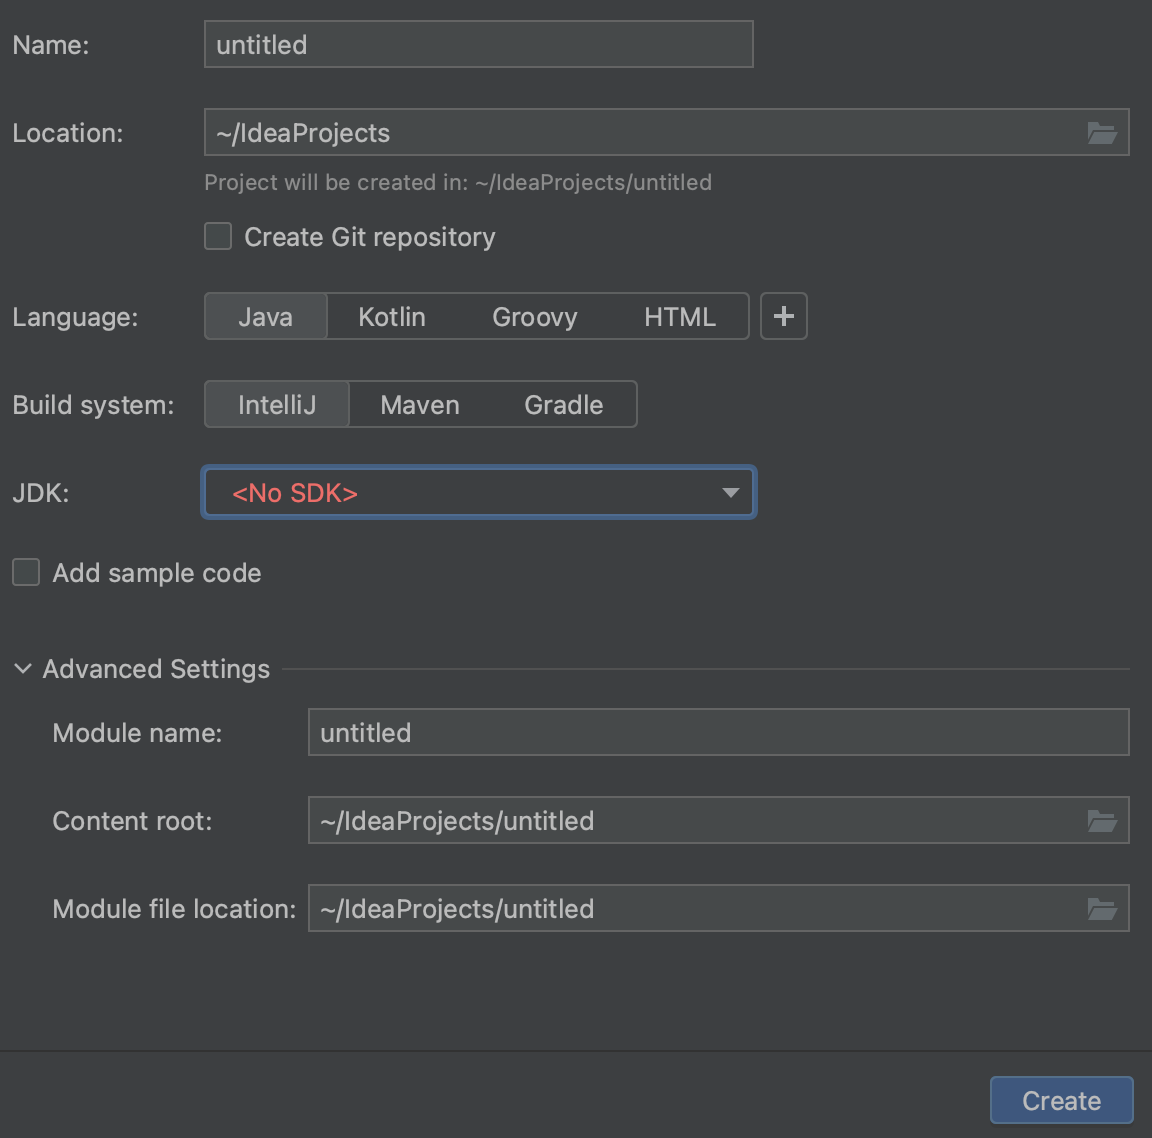 Name: untitled
Location: ~/IdeaProjects
Project will be created in: ~/IdeaProjects/untitled
Create Git repository
Language: Java Kotlin Groovy HTML +
Build system: IntelliJ Maven Gradle
JDK: <No SDK>
Add sample code
Advanced Settings
Module name: untitled
Content root: ~/IdeaProjects/untitled
Module file location: ~/IdeaProjects/untitled
Create